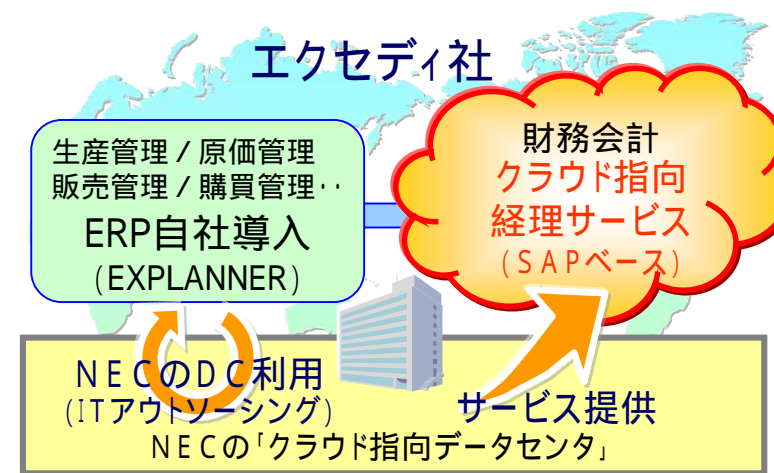 エクセディ社
生産管理／原価管理
販売管理／購買管理‥
ERP自社導入
(EXPLANNER)
財務会計
クラウド指向
経理サービス
(SAPベース)
NECのDC利用
(ITアウトソーシング)
サービス提供
NECの｢クラウド指向データセンタ｣